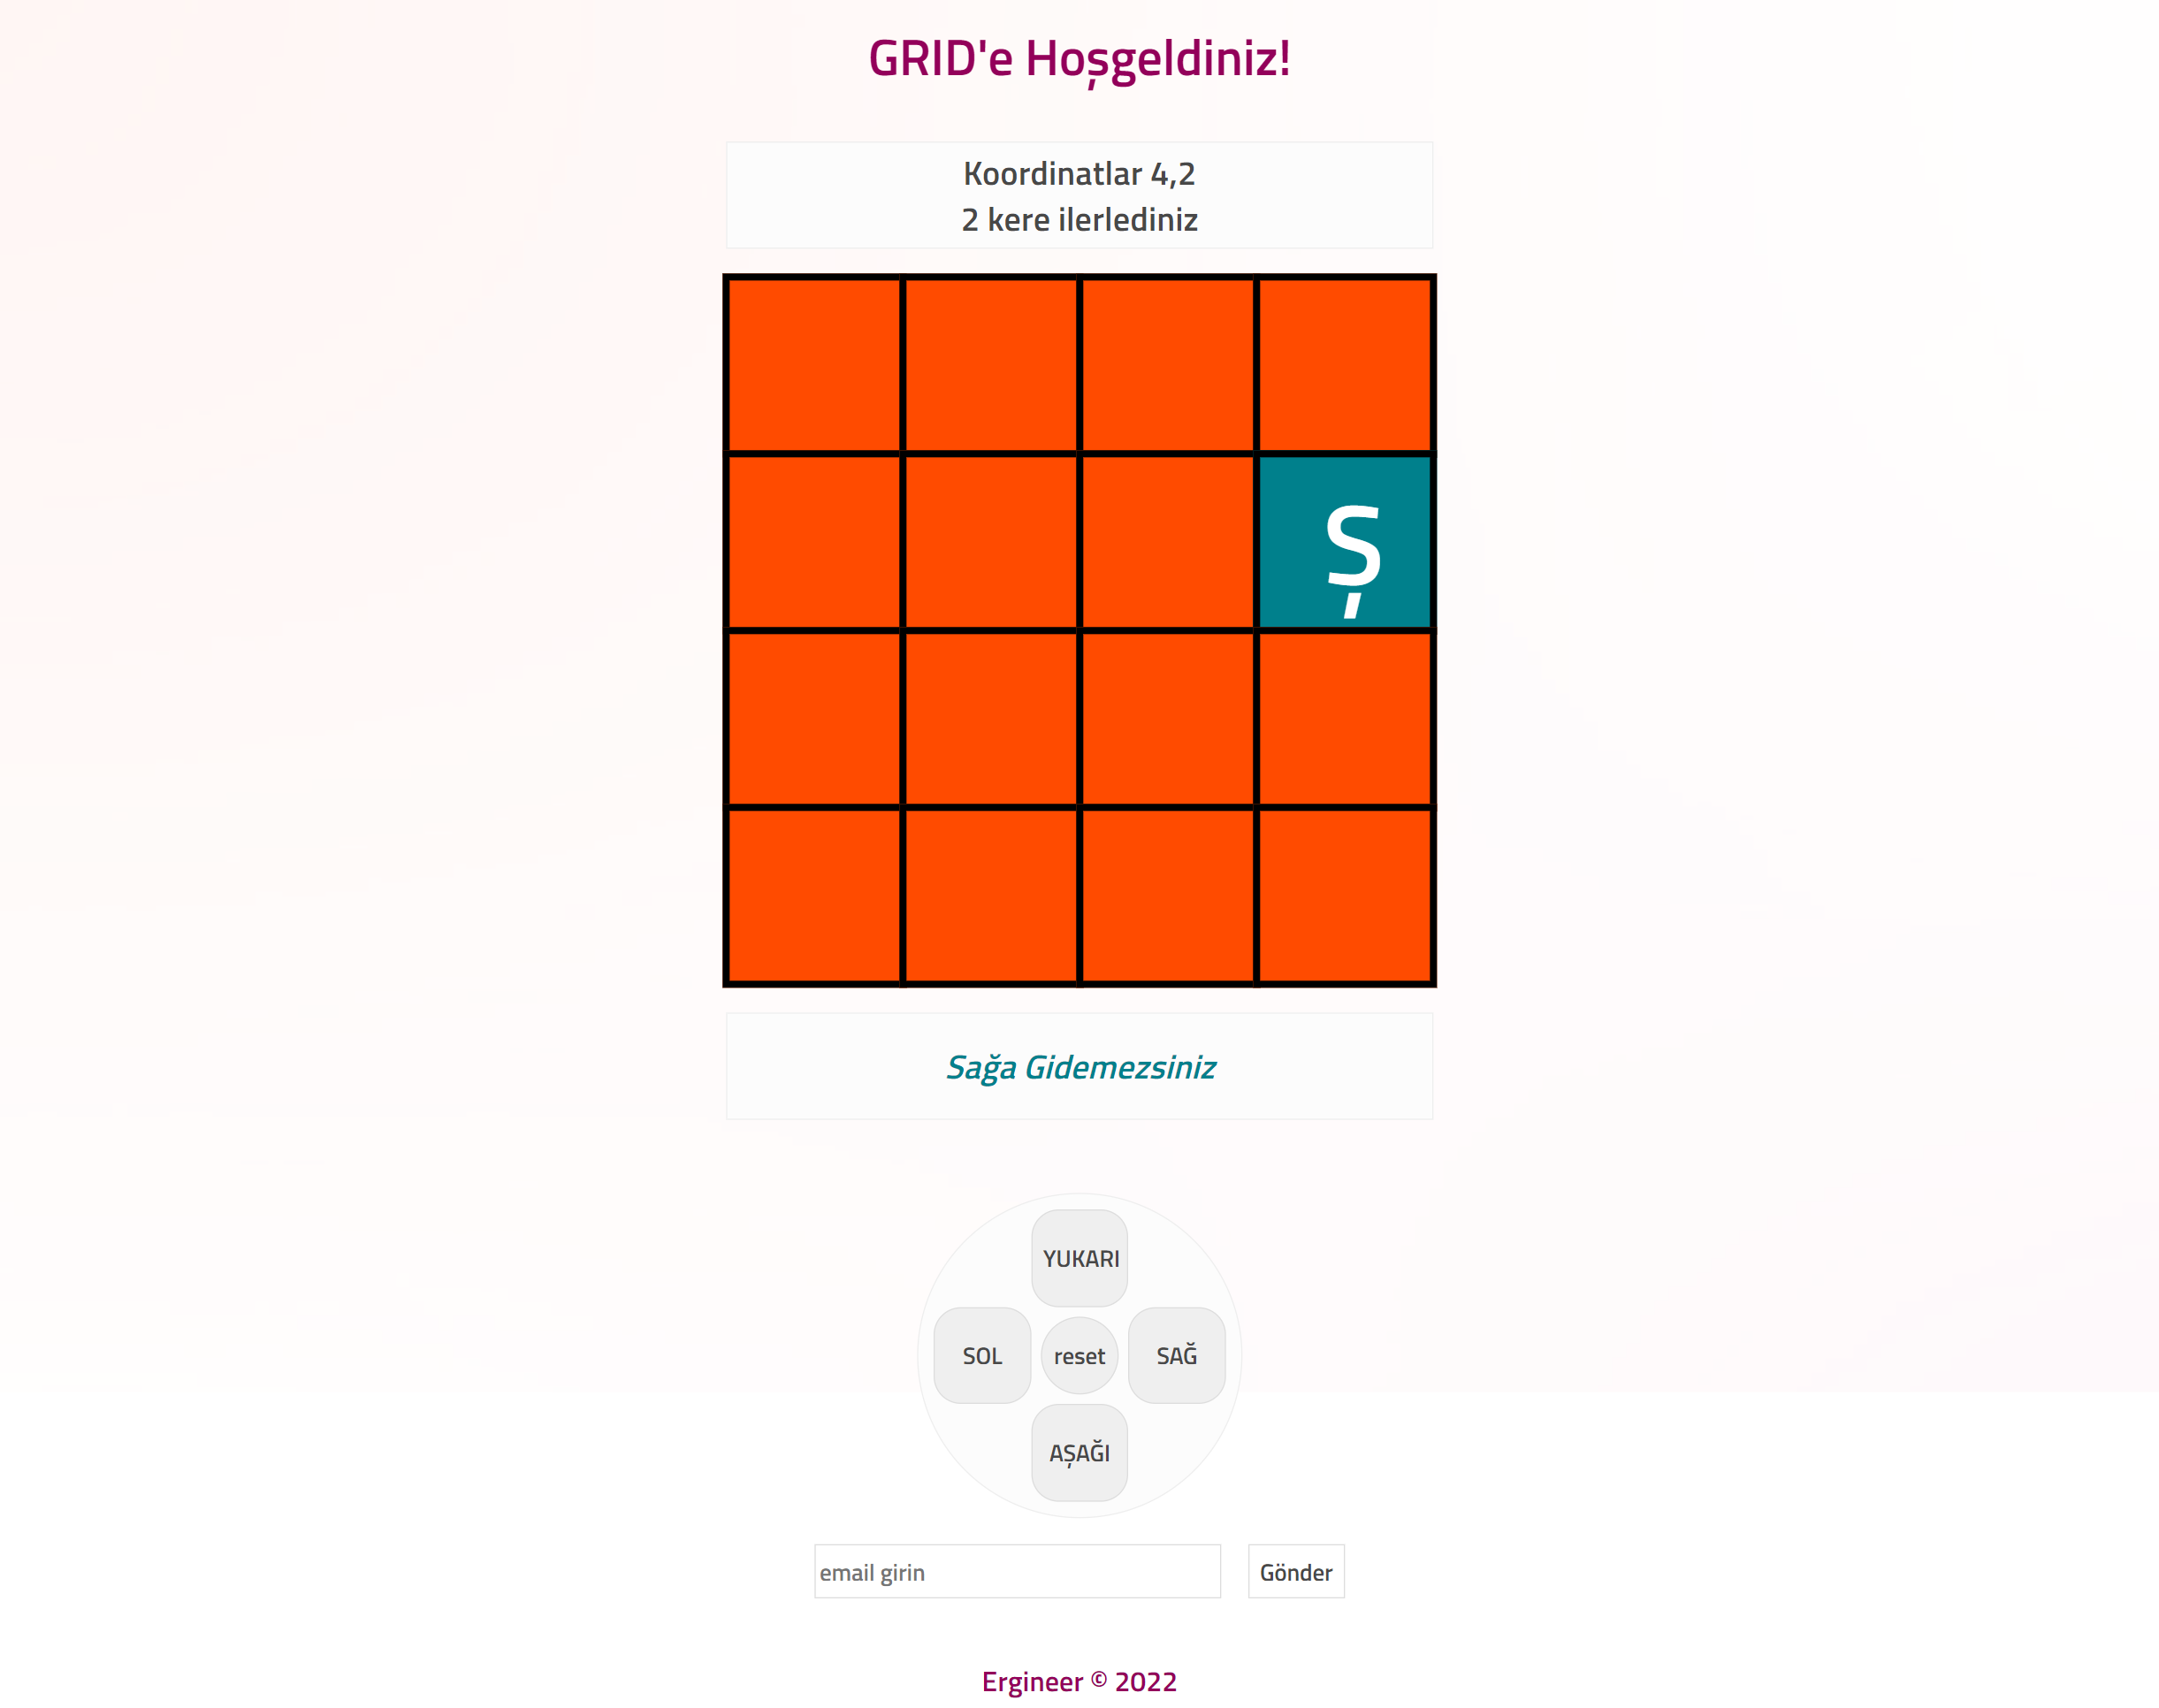 GRID'e Hoşgeldiniz!
Koordinatlar 4,2
2 kere ilerlediniz
Ş
Sağa Gidemezsiniz
YUKARI
SOL
reset
SAĞ
AŞAĞI
email girin
Gönder
Ergineer © 2022